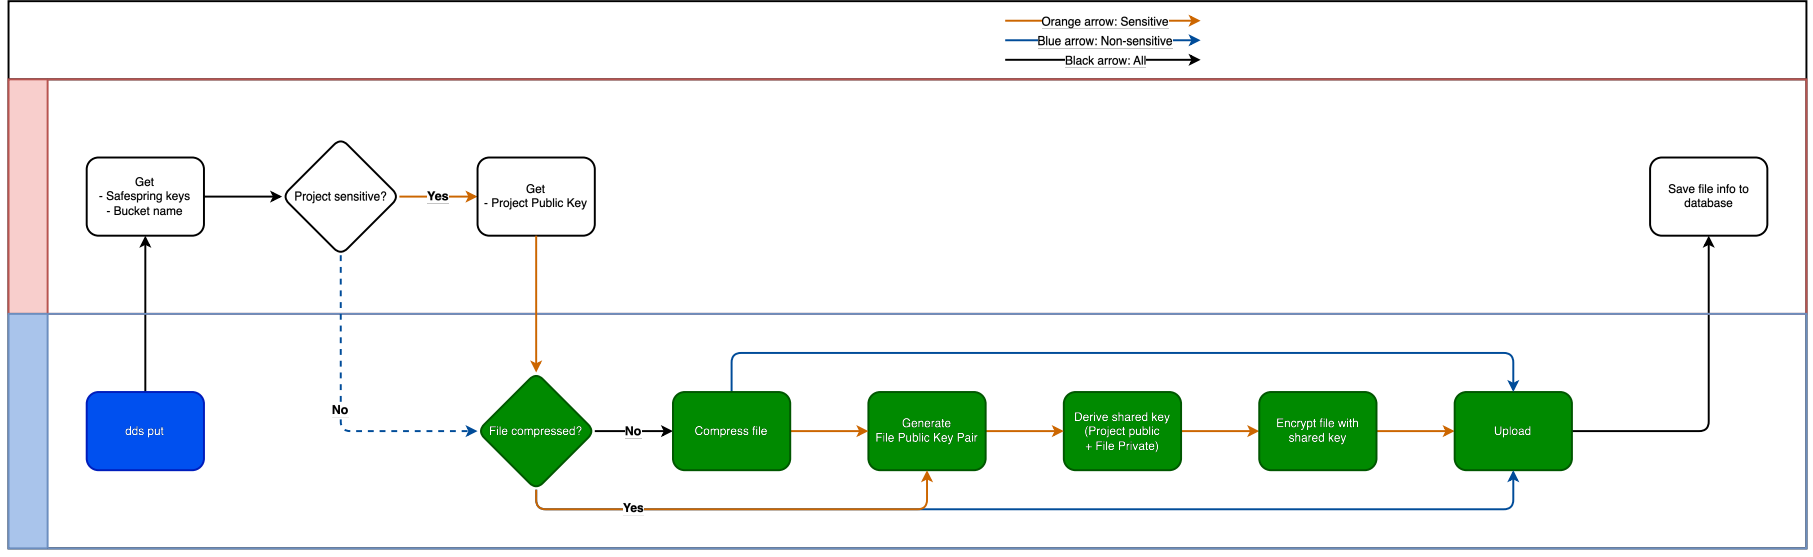 Orange arrow: Sensitive
Blue arrow: Non-sensitive
Black arrow: All
Get
- Safespring keys
- Bucket name
Project sensitive?
Yes
Get
- Project Public Key
Save file info to
database
No
dds put
File compressed?
No
Compress file
Generate
File Public Key Pair
Derive shared key
(Project public
+ File Private)
Encrypt file with
shared key
Upload
Yes